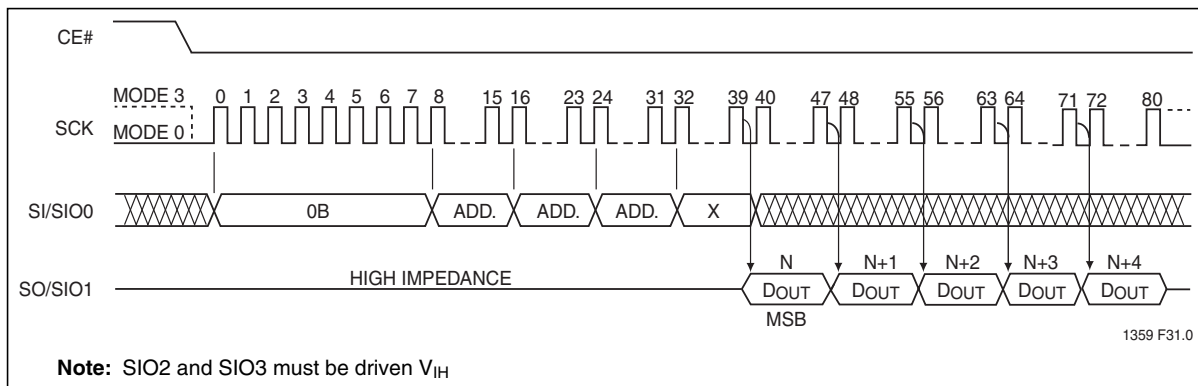 CE#
MODE 3
0 1 2 3 4 5 6 7 8 15 16 23 24 31 32 39 40 47 48 55 56 63 64 71 72 80
SCK
MODE 0
SI/SIO0
0B
ADD.
ADD.
ADD.
X
N N+1 N+2 N+3 N+4
SO/SIO1
HIGH IMPEDANCE
DOUT DOUT DOUT DOUT DOUT
MSB
1359 F31.0
Note: SIO2 and SIO3 must be driven VIH